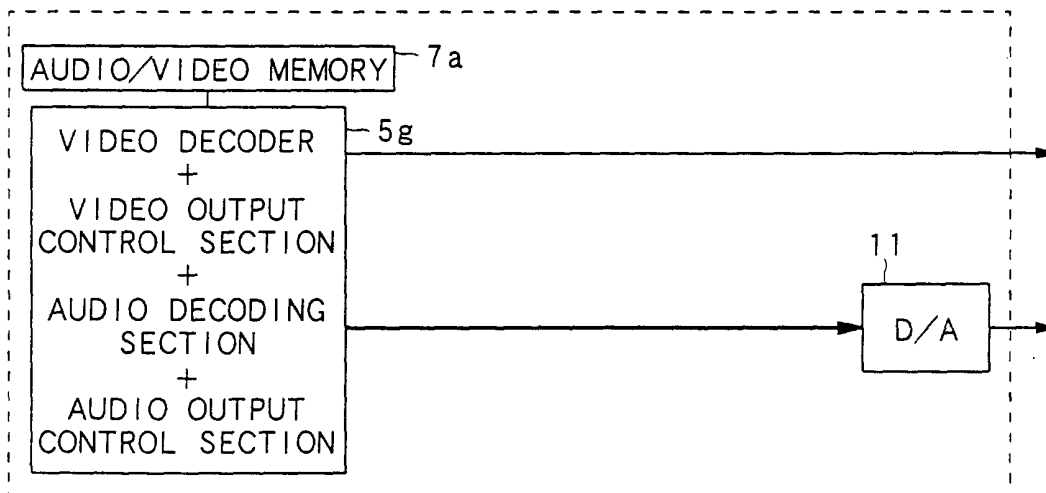 AUDIO/VIDEO MEMORY
7a
5g
VIDEO DECODER
+
VIDEO OUTPUT
CONTROL SECTION
+
AUDIO DECODING
SECTION
+
AUDIO OUTPUT
CONTROL SECTION
11
D/A